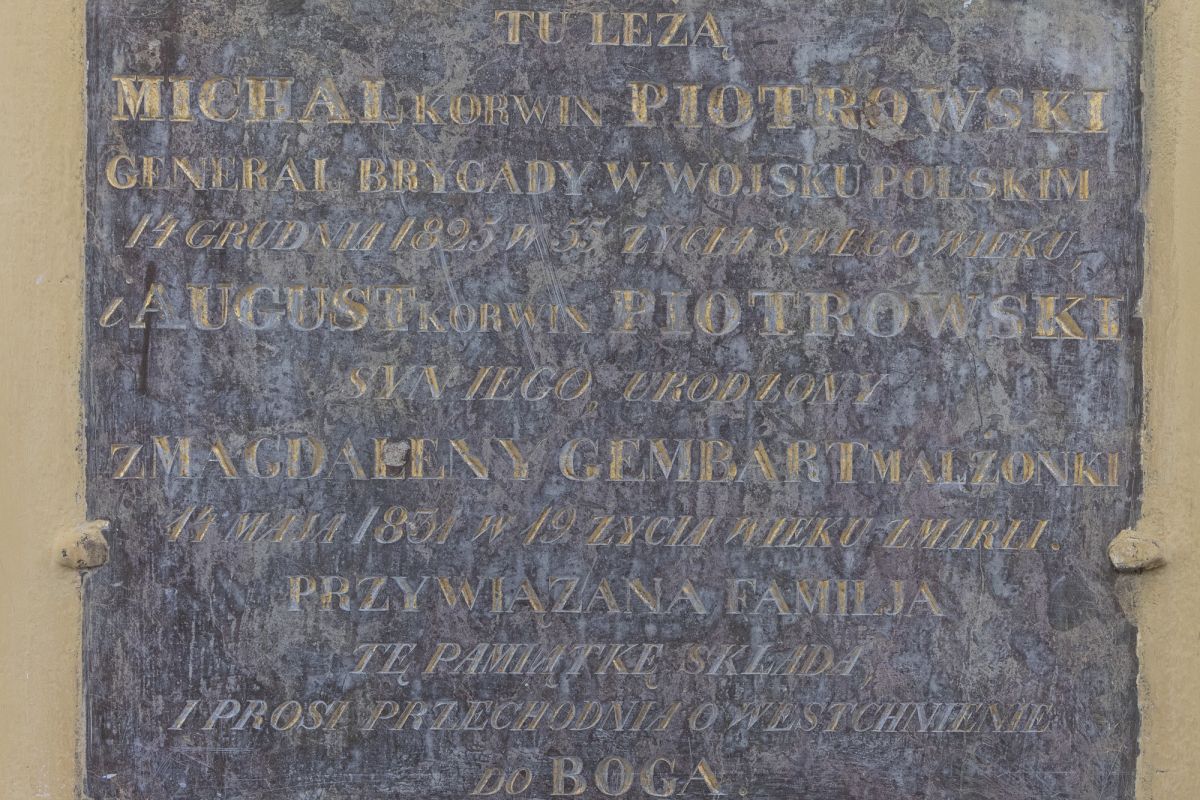 TU LEŻĄ
MICHAŁ KORWIN PIOTROWSKI
GENERAŁ BRYGADY W WOJSKU POLSKIM
14 GRUDNIA 1825 W 55 ZYCIA SWEGO WIEKU,
i AUGUST KORWIN PIOTROWSKI
SYN IEGO, URODZONY
Z MAGDALENY GEMBART MAŁŻONKI
14 MAIA 1831 W 19 ZYCIA WIEKU ZMARLI.
PRZYWIĄZANA FAMILJA
TĘ PAMIĄTKĘ SKŁADA,
I PROSI PRZECHODNIA O WESTCHNIENIE
DO BOGA.